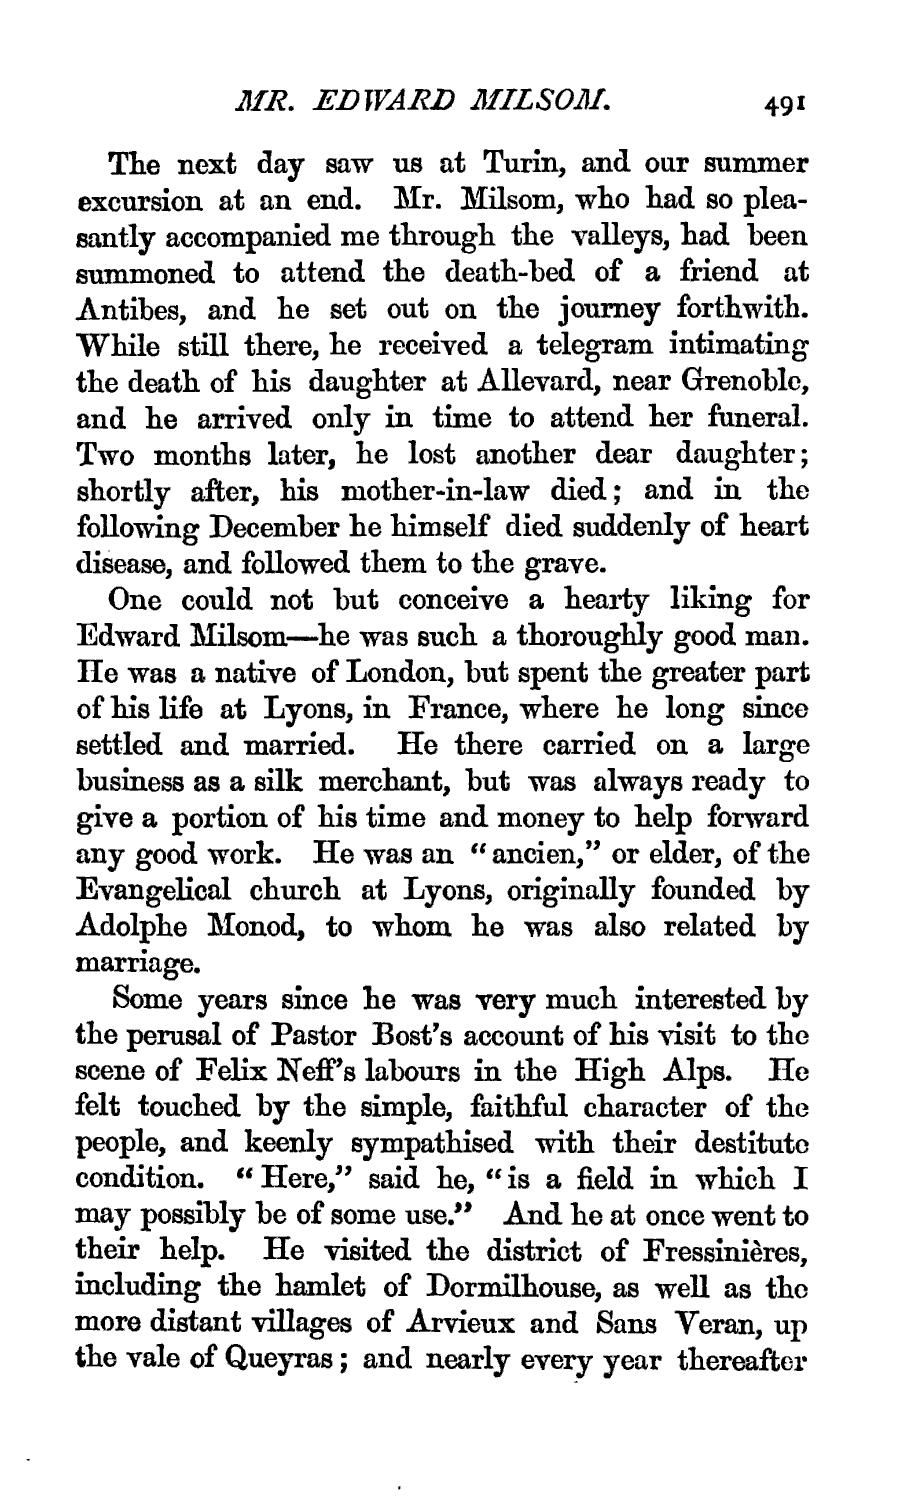 MR. EDWARD MILSOM. 491
The next day saw us at Turin, and our summer
excursion at an end. Mr. Milsom, who had so plea-
santly accompanied me through the valleys, had been
summoned to attend the death-bed of a friend at
Antibes, and he set out on the journey forthwith.
While still there, he received a telegram intimating
the death of his daughter at Allevard, near Grenoble,
and he arrived only in time to attend her funeral.
Two months later, he lost another dear daughter;
shortly after, his mother-in-law died; and in the
following December he himself died suddenly of heart
disease, and followed them to the grave.
One could not but conceive a hearty liking for
Edward Milsom—he was such a thoroughly good man.
He was a native of London, but spent the greater part
of his life at Lyons, in France, where he long since
settled and married. He there carried on a large
business as a silk merchant, but was always ready to
give a portion of his time and money to help forward
any good work. He was an "ancien," or elder, of the
Evangelical church at Lyons, originally founded by
Adolphe Monod, to whom he was also related by
marriage.
Some years since he was very much interested by
the perusal of Pastor Bost's account of his visit to the
scene of Felix Neff's labours in the High Alps. He
felt touched by the simple, faithful character of the
people, and keenly sympathised with their destitute
condition. "Here," said he, "is a field in which I
may possibly be of some use." And he at once went to
their help. He visited the district of Fressinières,
including the hamlet of Dormilhouse, as well as the
more distant villages of Arvieux and Sans Veran, up
the vale of Queyras; and nearly every year thereafter